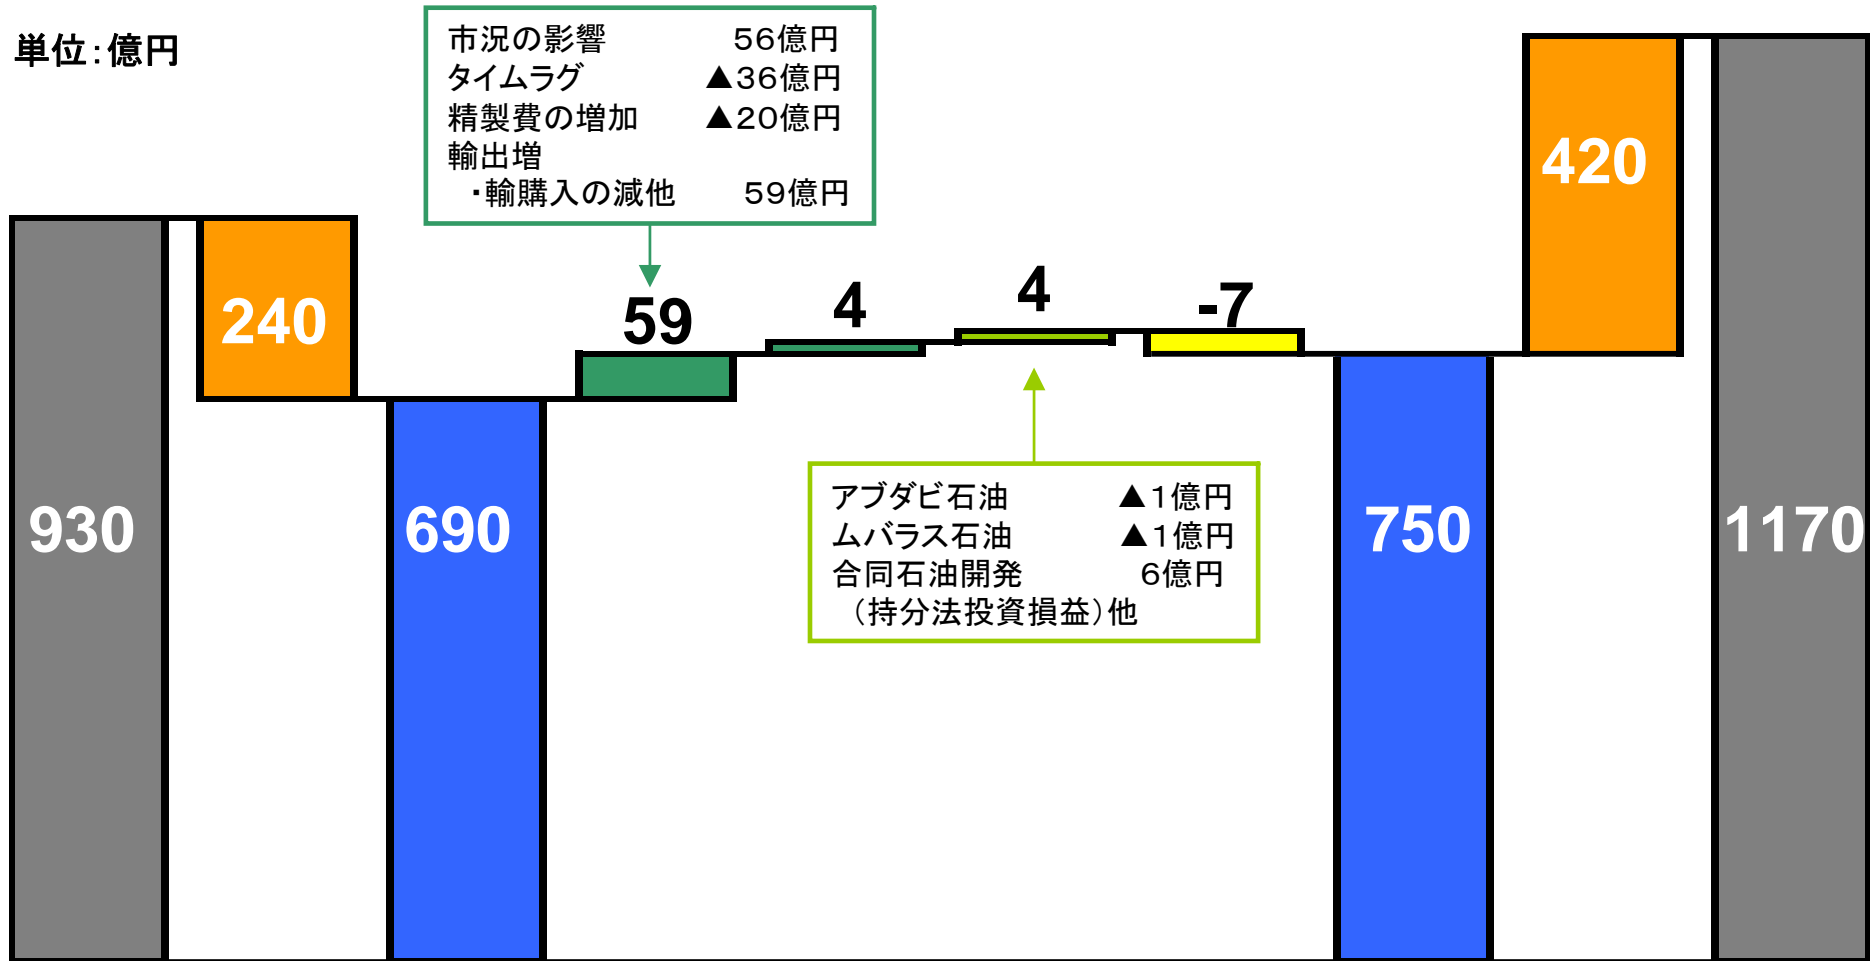 単位：億円
市況の影響 56億円
タイムラグ ▲36億円
精製費の増加 ▲20億円
輸出増
・輸購入の減他 59億円
420
240
59
4
4
-7
アブダビ石油 ▲1億円
ムバラス石油 ▲1億円
合同石油開発 6億円
（持分法投資損益）他
930
690
750
1170